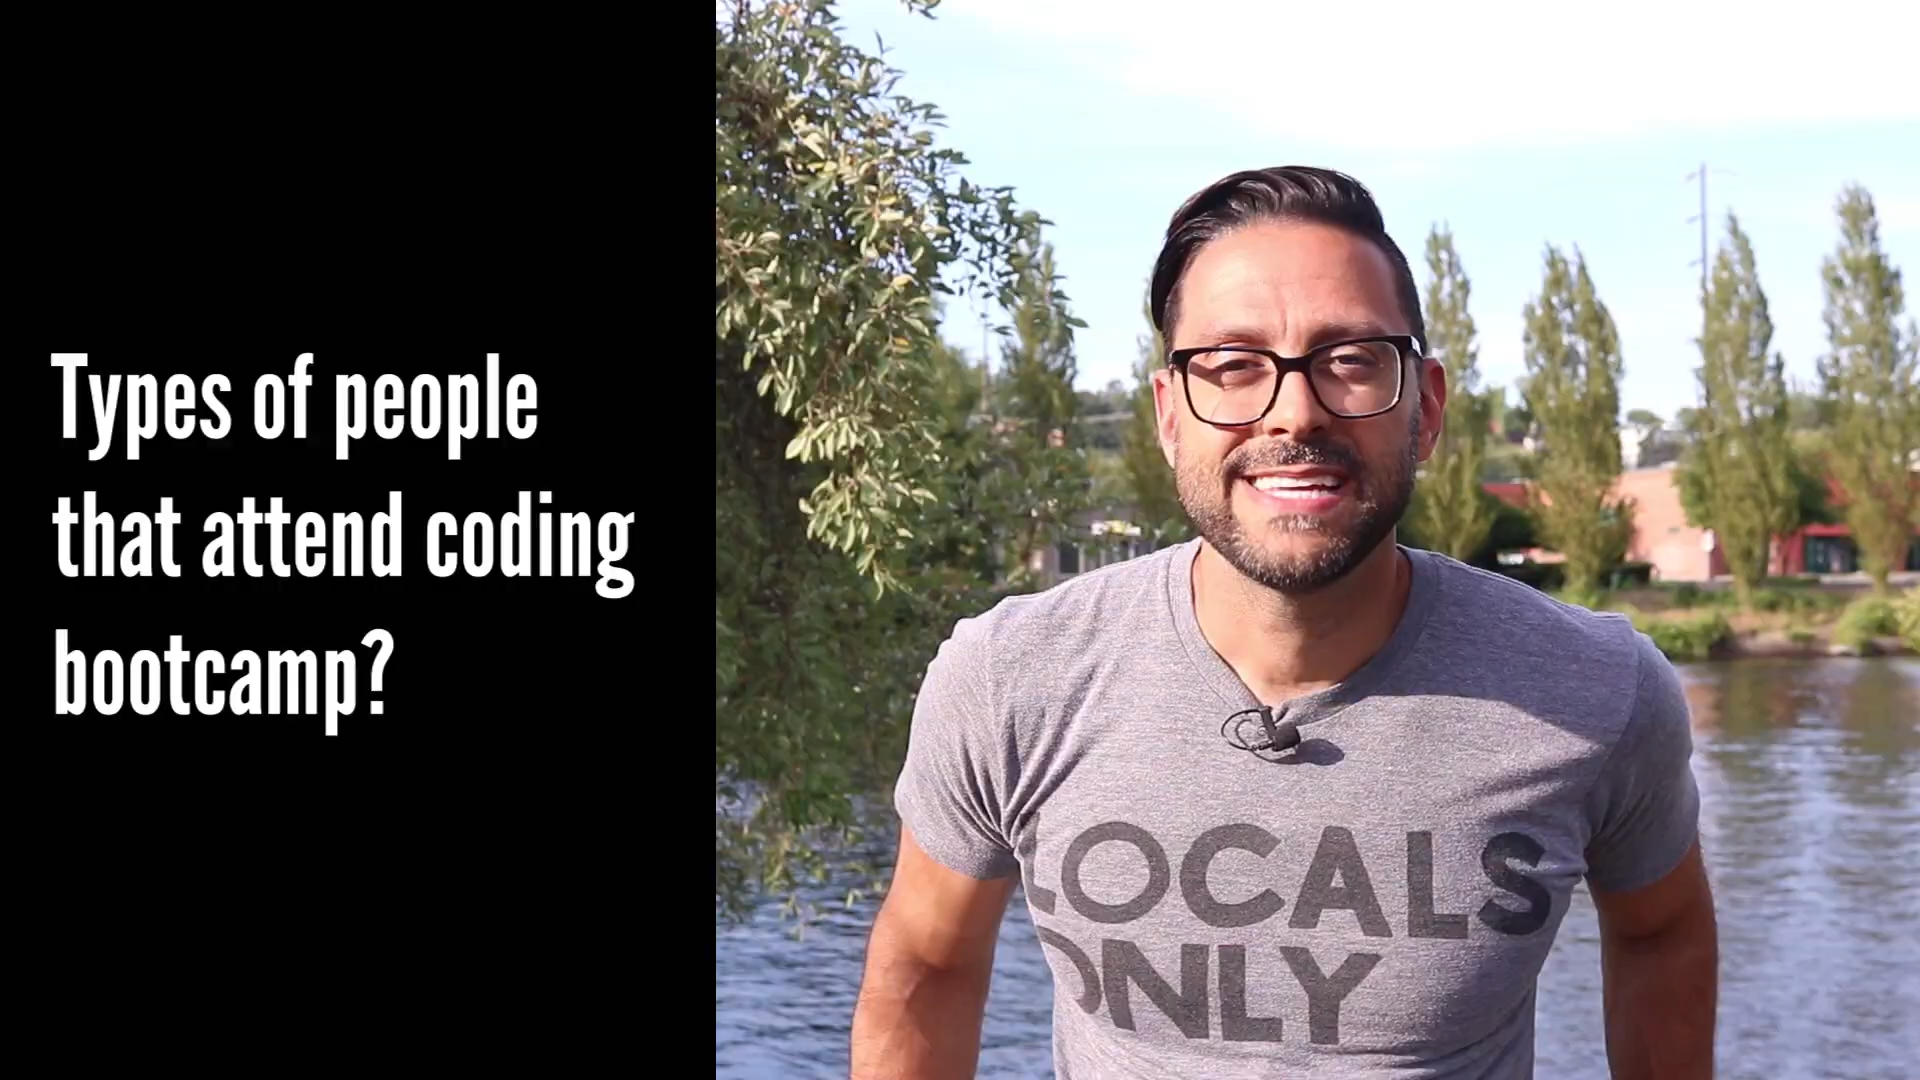 Types of people
that attend coding
bootcamp?
LOCALS
ONLY